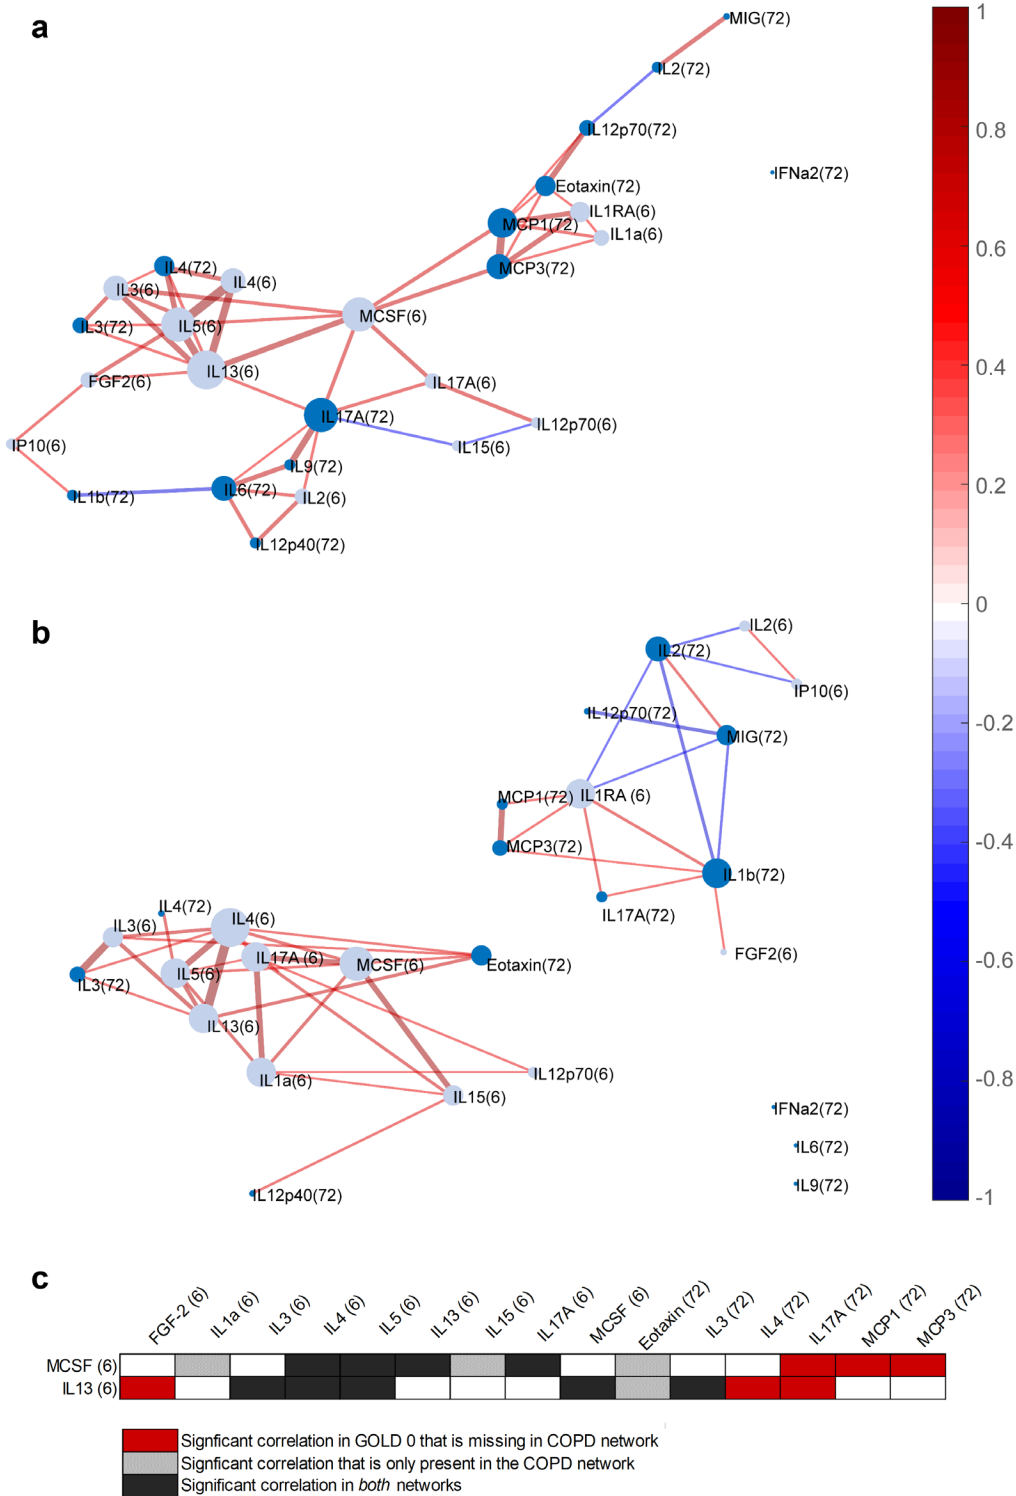 a
MIG(72)
IL2(72)
IL12p70(72)
IFNa2(72)
Eotaxin(72)
IL1RA(6)
MCP1(72)
IL1a(6)
MCP3(72)
IL4(72)
IL3(6)
IL4(6)
MCSF(6)
IL3(72)
IL5(6)
IL13(6)
FGF2(6)
IL17A(6)
IL17A(72)
IL12p70(6)
IP10(6)
IL15(6)
IL9(72)
IL1b(72)
IL6(72)
IL2(6)
IL12p40(72)
1
0.8
0.6
0.4
0.2
0
-0.2
-0.4
-0.6
-0.8
-1
b
IL2(6)
IL2(72)
IP10(6)
IL12p70(72)
MIG(72)
MCP1(72)
IL1RA (6)
MCP3(72)
IL1b(72)
IL17A(72)
FGF2(6)
IL4(72)
IL3(6)
IL4(6)
IL17A (6)
MCSF(6)
Eotaxin(72)
IL3(72)
IL5(6)
IL13(6)
IL1a(6)
IL12p70(6)
IL15(6)
IL12p40(72)
IFNa2(72)
IL6(72)
IL9(72)
c
FGF-2 (6)
IL1a (6)
IL3 (6)
IL4 (6)
IL5 (6)
IL13 (6)
IL15 (6)
IL17A (6)
MCSF (6)
Eotaxin (72)
IL3 (72)
IL4 (72)
IL17A (72)
MCP1 (72)
MCP3 (72)
MCSF (6)
IL13 (6)
Signficant correlation in GOLD 0 that is missing in COPD network
Signficant correlation that is only present in the COPD network
Significant correlation in both networks